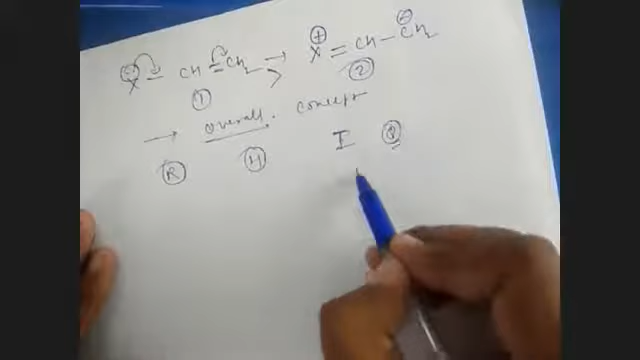 X – CH = CH2 → X = CH – CH2
1 2
→ overall. concept
R H I Q